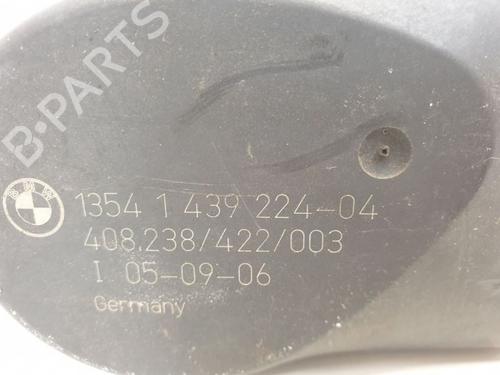 B-PARTS
1354 1 439 224-04
408.238/422/003
I 05-09-06
Germany